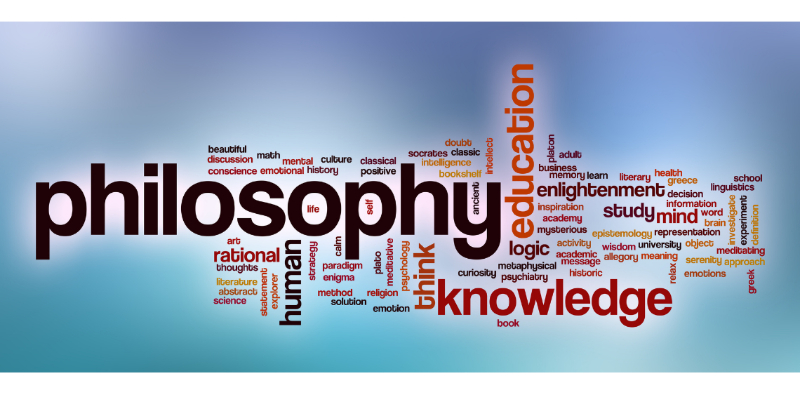 beautiful
discussion
math
mental
culture
conscience
emotional
history
classical
positive
socrates
doubt
classic
intelligence
bookshelf
intellect
philosophy
life
self
ancient
education
platon
adult
business
memory
learn
literary
health
greece
enlightenment
decision
linguistics
school
inspiration
academy
study
mind
information
word
brain
investigate
experiment
definition
mysterious
epistemology
representation
logic
activity
academic
wisdom
university
object
meditating
metaphysical
message
allegory
meaning
serenity
approach
curiosity
psychiatry
historic
relax
emotions
greek
art
rational
thoughts
literature
abstract
science
statement
explorer
human
strategy
calm
paradigm
enigma
plato
meditative
psychology
think
method
solution
religion
emotion
knowledge
book